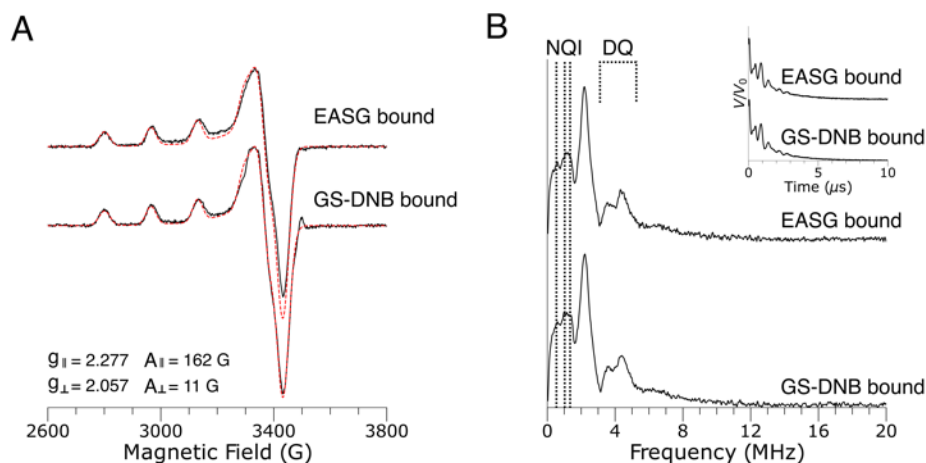 A
EASG bound
GS-DNB bound
g∥ = 2.277 A∥ = 162 G
g⊥ = 2.057 A⊥ = 11 G
2600 3000 3400 3800
Magnetic Field (G)
B
NQI DQ
V/V₀
EASG bound
GS-DNB bound
0 5 10
Time (μs)
EASG bound
GS-DNB bound
0 4 8 12 16 20
Frequency (MHz)